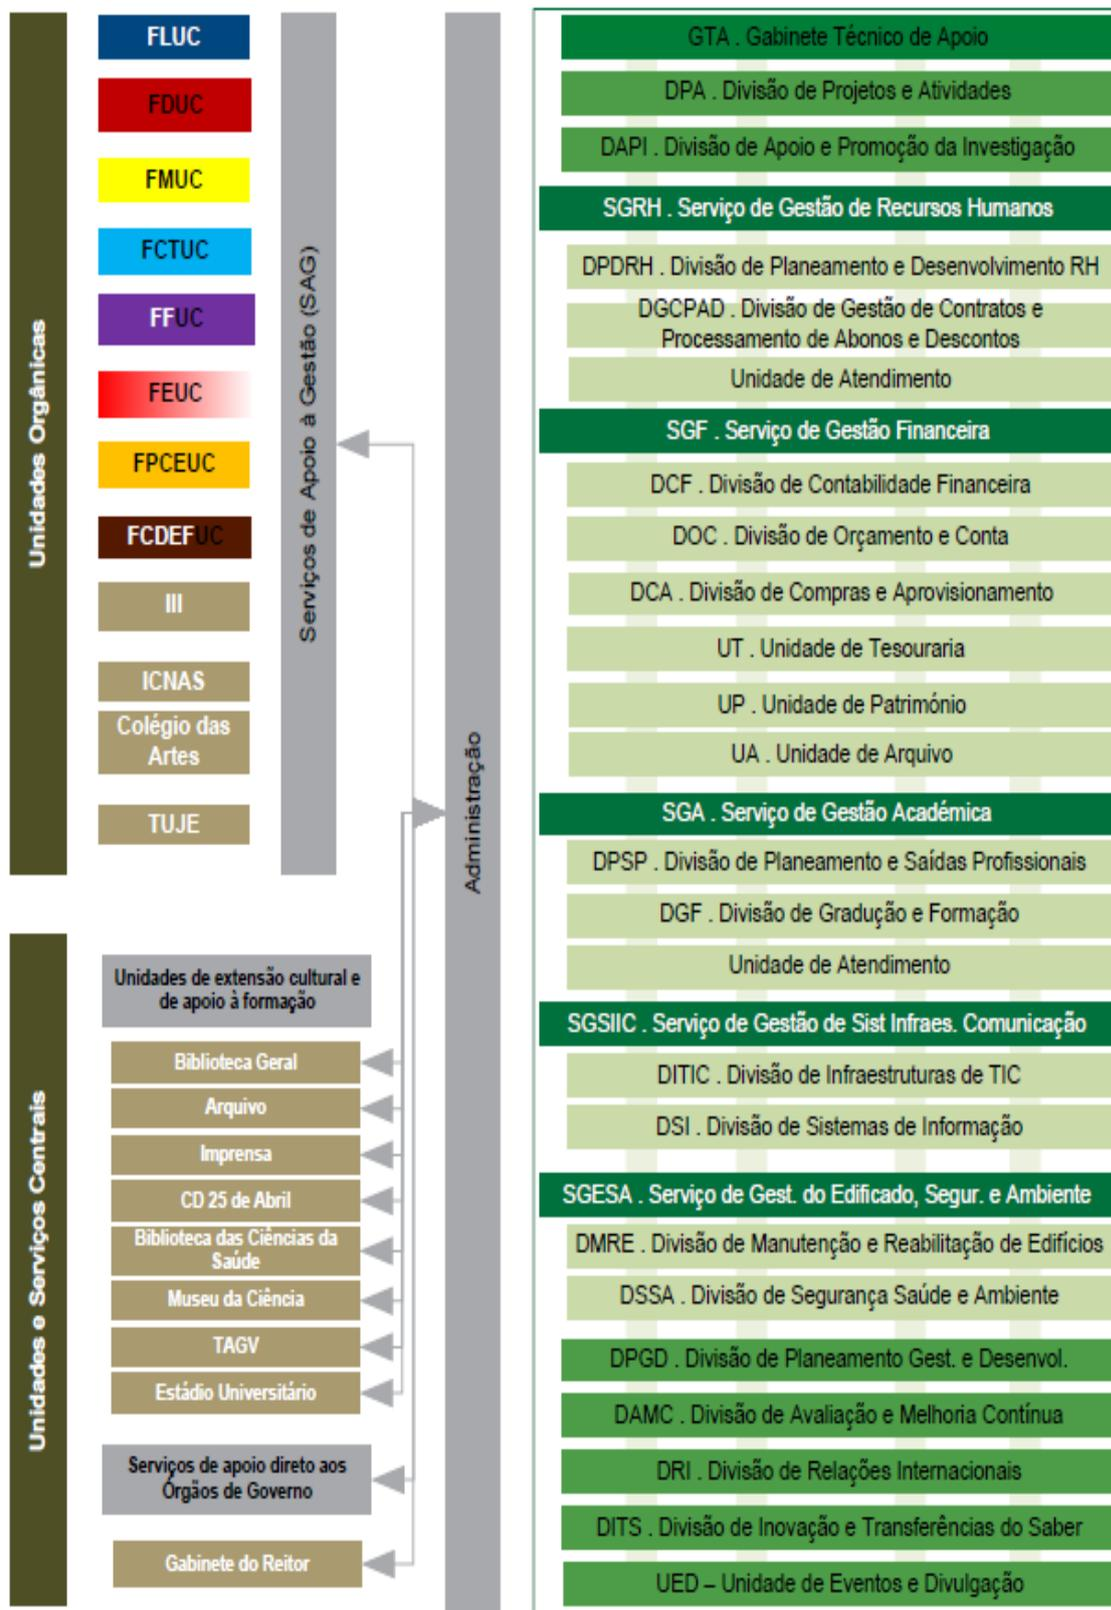 Unidades Orgânicas
FLUC
FDUC
FMUC
FCTUC
FFUC
FEUC
FPCEUC
FCDEFUC
III
ICNAS
Colégio das
Artes
TUJE
Serviços de Apoio à Gestão (SAG)
Unidades e Serviços Centrais
Unidades de extensão cultural e
de apoio à formação
Biblioteca Geral
Arquivo
Imprensa
CD 25 de Abril
Biblioteca das Ciências da
Saúde
Museu da Ciência
TAGV
Estádio Universitário
Serviços de apoio direto aos
Órgãos de Governo
Gabinete do Reitor
Administração
GTA . Gabinete Técnico de Apoio
DPA . Divisão de Projetos e Atividades
DAPI . Divisão de Apoio e Promoção da Investigação
SGRH . Serviço de Gestão de Recursos Humanos
DPDRH . Divisão de Planeamento e Desenvolvimento RH
DGCPAD . Divisão de Gestão de Contratos e
Processamento de Abonos e Descontos
Unidade de Atendimento
SGF . Serviço de Gestão Financeira
DCF . Divisão de Contabilidade Financeira
DOC . Divisão de Orçamento e Conta
DCA . Divisão de Compras e Aprovisionamento
UT . Unidade de Tesouraria
UP . Unidade de Património
UA . Unidade de Arquivo
SGA . Serviço de Gestão Académica
DPSP . Divisão de Planeamento e Saídas Profissionais
DGF . Divisão de Gradução e Formação
Unidade de Atendimento
SGSIIC . Serviço de Gestão de Sist Infraes. Comunicação
DITIC . Divisão de Infraestruturas de TIC
DSI . Divisão de Sistemas de Informação
SGESA . Serviço de Gest. do Edificado, Segur. e Ambiente
DMRE . Divisão de Manutenção e Reabilitação de Edifícios
DSSA . Divisão de Segurança Saúde e Ambiente
DPGD . Divisão de Planeamento Gest. e Desenvol.
DAMC . Divisão de Avaliação e Melhoria Contínua
DRI . Divisão de Relações Internacionais
DITS . Divisão de Inovação e Transferências do Saber
UED – Unidade de Eventos e Divulgação